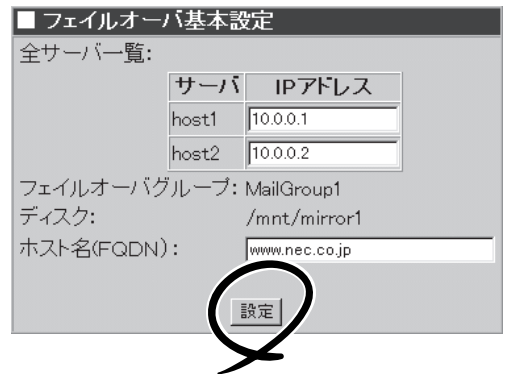 ■ フェイルオーバ基本設定
全サーバ一覧:
サーバ IPアドレス
host1 10.0.0.1
host2 10.0.0.2
フェイルオーバグループ: MailGroup1
ディスク: /mnt/mirror1
ホスト名(FQDN): www.nec.co.jp
設定